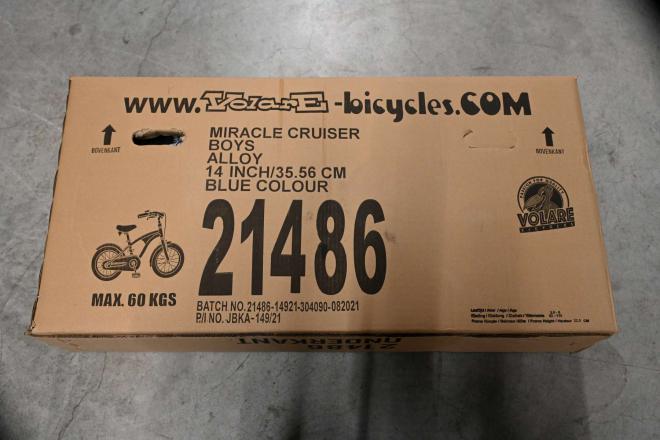 www.VolarE-bicycles.COM
BOVENKANT
BOVENKANT
MIRACLE CRUISER
BOYS
ALLOY
14 INCH/35.56 CM
BLUE COLOUR
21486
VOLARE
BICYCLES
MAX. 60 KGS
BATCH NO.21486-14921-304090-082021
P/I NO. JBKA-149/21
21486
ONDERKANT